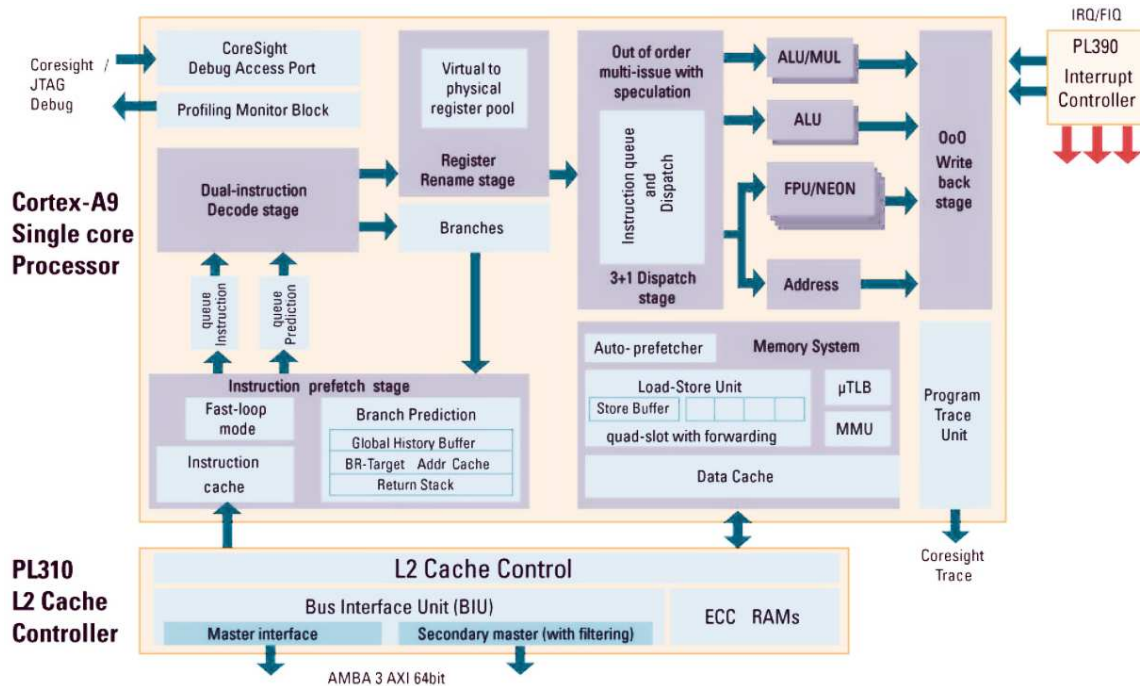 IRQ/FIQ
PL390
Interrupt
Controller
Coresight /
JTAG
Debug
CoreSight
Debug Access Port
Profiling Monitor Block
Virtual to
physical
register pool
Register
Rename stage
Out of order
multi-issue with
speculation
Instruction queue
and
Dispatch
3+1 Dispatch
stage
ALU/MUL
ALU
FPU/NEON
Address
OoO
Write
back
stage
Cortex-A9
Single core
Processor
Dual-instruction
Decode stage
Branches
queue
Instruction
queue
Prediction
Instruction prefetch stage
Fast-loop
mode
Instruction
cache
Branch Prediction
Global History Buffer
BR-Target Addr Cache
Return Stack
Auto-prefetcher
Memory System
Load-Store Unit
Store Buffer
quad-slot with forwarding
µTLB
MMU
Data Cache
Program
Trace
Unit
Coresight
Trace
PL310
L2 Cache
Controller
L2 Cache Control
Bus Interface Unit (BIU)
Master interface
Secondary master (with filtering)
ECC RAMs
AMBA 3 AXI 64bit